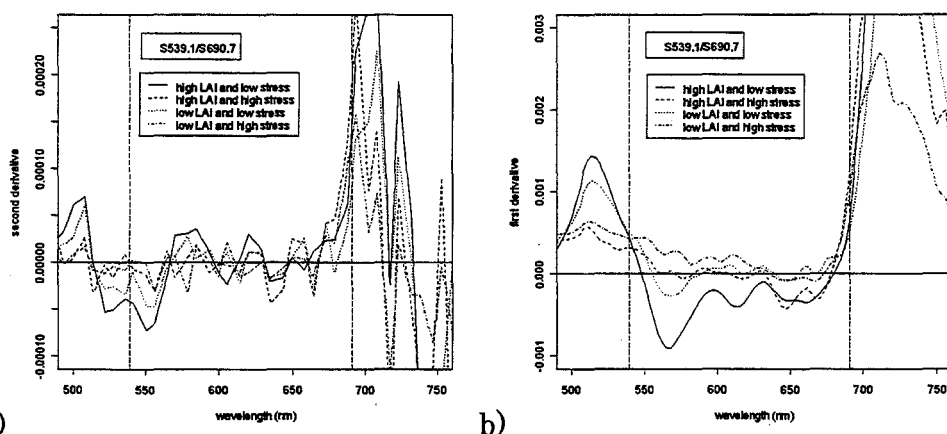 S539.1/S690.7
high LAI and low stress
high LAI and high stress
low LAI and low stress
low LAI and high stress
second derivative
-0.00010
0.00000
0.00010
0.00020
500
550
600
650
700
750
wavelength (nm)
)
S539.1/S690.7
high LAI and low stress
high LAI and high stress
low LAI and low stress
low LAI and high stress
first derivative
-0.001
0.000
0.001
0.002
0.003
500
550
600
650
700
750
wavelength (nm)
b)